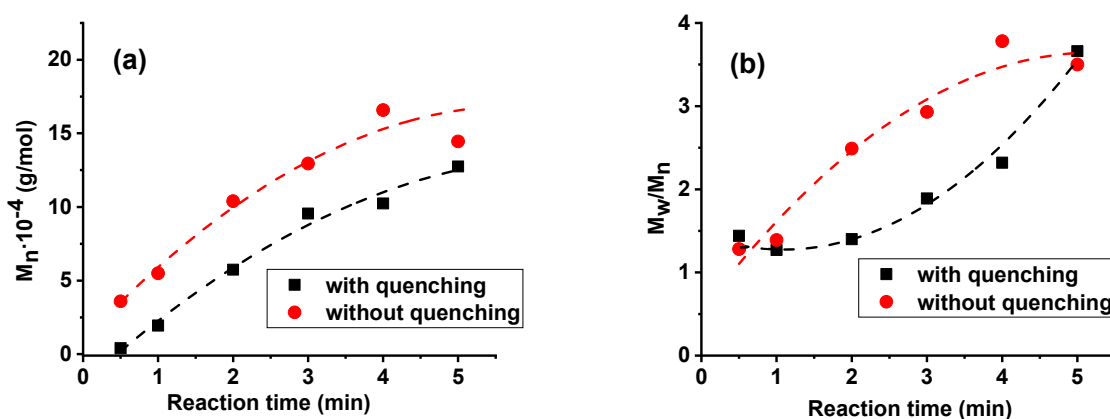 (a)
20
15
10
5
0
0 1 2 3 4 5
Mn·10-4 (g/mol)
Reaction time (min)
with quenching
without quenching
(b)
4
3
2
1
0
0 1 2 3 4 5
Mw/Mn
Reaction time (min)
with quenching
without quenching